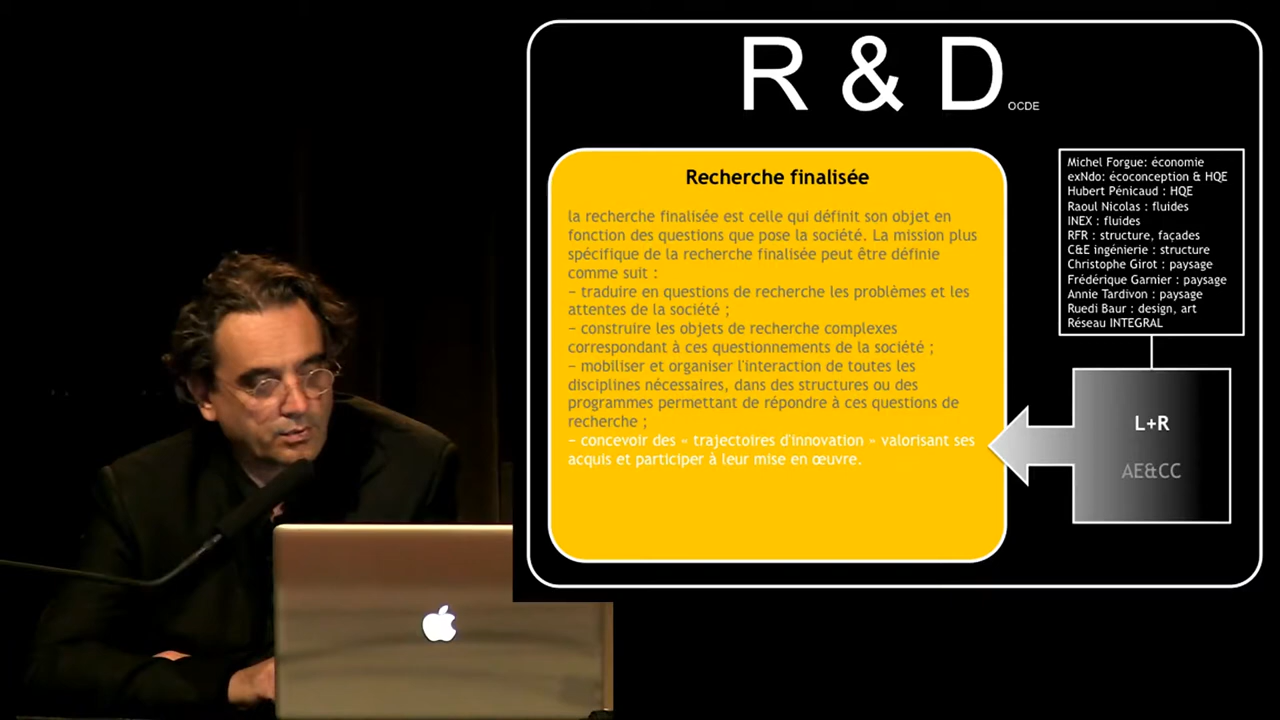 R & D
OCDE
Recherche finalisée
la recherche finalisée est celle qui définit son objet en
fonction des questions que pose la société. La mission plus
spécifique de la recherche finalisée peut être définie
comme suit :
− traduire en questions de recherche les problèmes et les
attentes de la société ;
− construire les objets de recherche complexes
correspondant à ces questionnements de la société ;
− mobiliser et organiser l'interaction de toutes les
disciplines nécessaires, dans des structures ou des
programmes permettant de répondre à ces questions de
recherche ;
− concevoir des « trajectoires d'innovation » valorisant ses
acquis et participer à leur mise en œuvre.
Michel Forgue: économie
exNdo: écoconception & HQE
Hubert Pénicaud : HQE
Raoul Nicolas : fluides
INEX : fluides
RFR : structure, façades
C&E ingénierie : structure
Christophe Girot : paysage
Frédérique Garnier : paysage
Annie Tardivon : paysage
Ruedi Baur : design, art
Réseau INTEGRAL
L+R
AE&CC